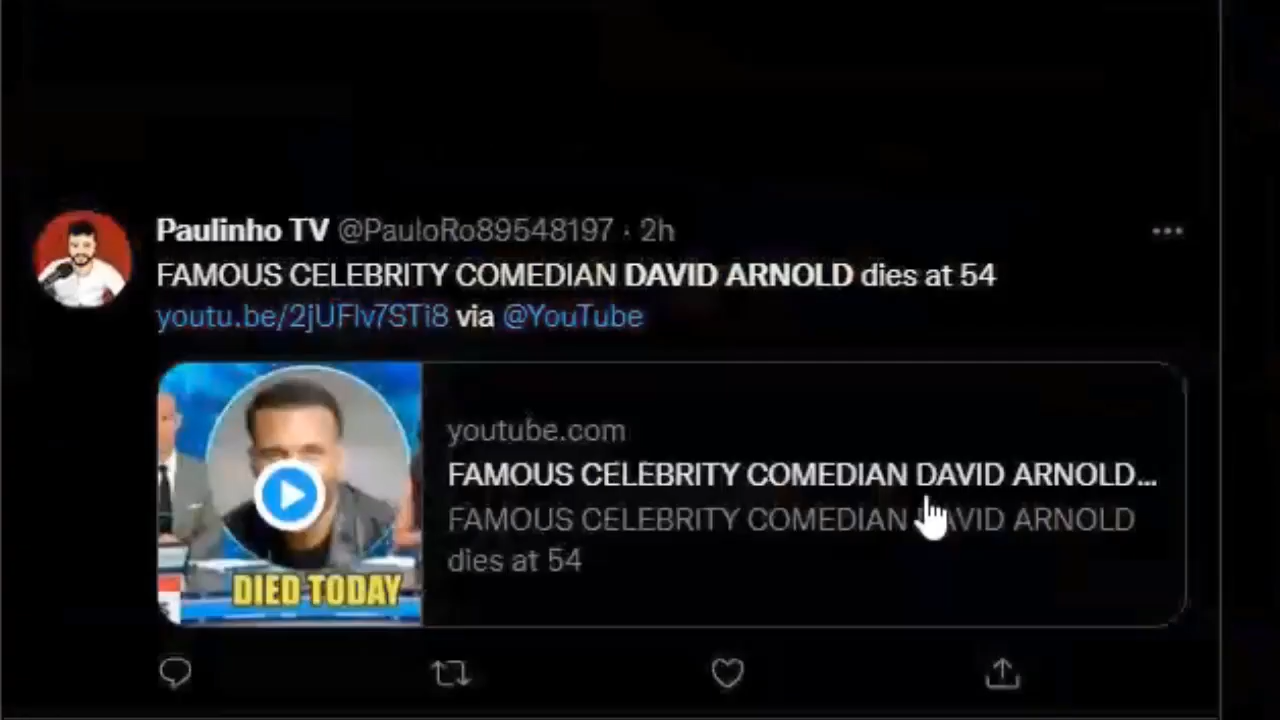 Paulinho TV @PauloRo89548197 · 2h
FAMOUS CELEBRITY COMEDIAN DAVID ARNOLD dies at 54
youtu.be/2jUFlv7STi8 via @YouTube
youtube.com
FAMOUS CELEBRITY COMEDIAN DAVID ARNOLD...
FAMOUS CELEBRITY COMEDIAN DAVID ARNOLD
dies at 54
DIED TODAY